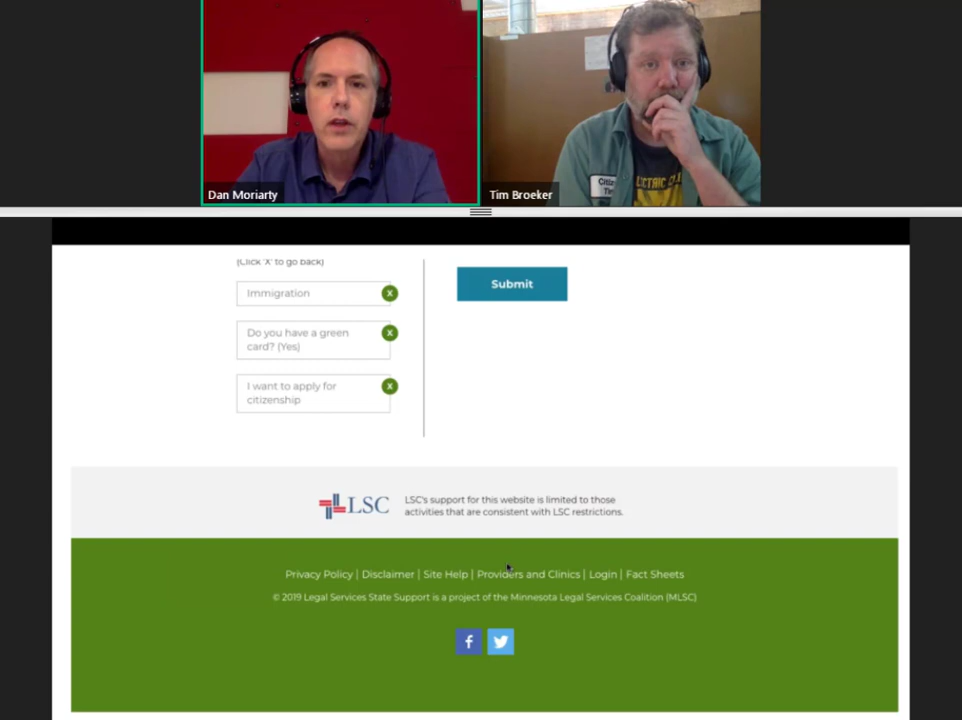 Dan Moriarty
Tim Broeker
(Click 'X' to go back)
Immigration
X
Do you have a green
card? (Yes)
X
I want to apply for
citizenship
X
Submit
LSC
LSC's support for this website is limited to those
activities that are consistent with LSC restrictions.
Privacy Policy | Disclaimer | Site Help | Providers and Clinics | Login | Fact Sheets
© 2019 Legal Services State Support is a project of the Minnesota Legal Services Coalition (MLSC)